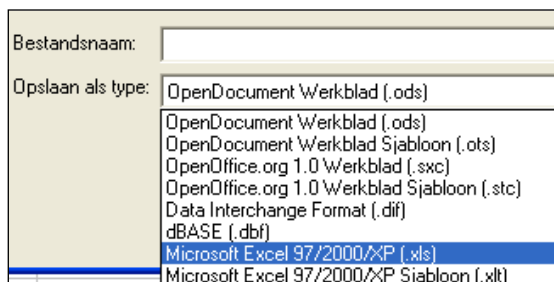 Bestandsnaam:
Opslaan als type: OpenDocument Werkblad (.ods)
OpenDocument Werkblad (.ods)
OpenDocument Werkblad Sjabloon (.ots)
OpenOffice.org 1.0 Werkblad (.sxc)
OpenOffice.org 1.0 Werkblad Sjabloon (.stc)
Data Interchange Format (.dif)
dBASE (.dbf)
Microsoft Excel 97/2000/XP (.xls)
Microsoft Excel 97/2000/XP Sjabloon (.xlt)